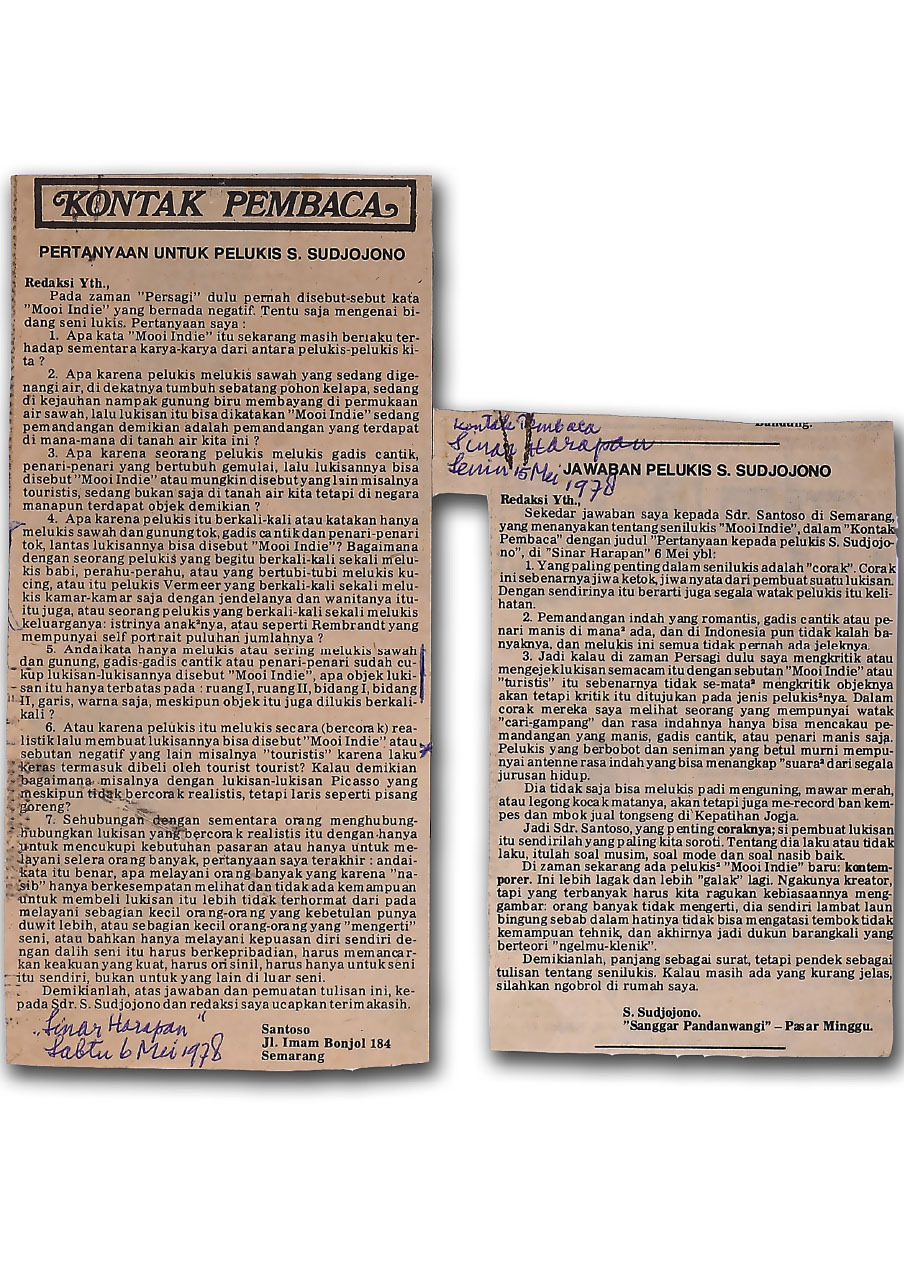 KONTAK PEMBACA
PERTANYAAN UNTUK PELUKIS S. SUDJOJONO
Redaksi Yth.,
Pada zaman "Persagi" dulu pernah disebut-sebut kata
"Mooi Indie" yang bernada negatif. Tentu saja mengenai bi-
dang seni lukis. Pertanyaan saya :
1. Apa kata "Mooi Indie" itu sekarang masih berlaku ter-
hadap sementara karya-karya dari antara pelukis-pelukis ki-
ta ?
2. Apa karena pelukis melukis sawah yang sedang dige-
nangi air, di dekatnya tumbuh sebatang pohon kelapa, sedang
di kejauhan nampak gunung biru membayang di permukaan
air sawah, lalu lukisan itu bisa dikatakan "Mooi Indie" sedang
pemandangan demikian adalah pemandangan yang terdapat
di mana-mana di tanah air kita ini ?
3. Apa karena seorang pelukis melukis gadis cantik,
penari-penari yang bertubuh gemulai, lalu lukisannya bisa
disebut "Mooi Indie" atau mungkin disebut yang lain misalnya
touristis, sedang bukan saja di tanah air kita tetapi di negara
manapun terdapat objek demikian ?
4. Apa karena pelukis itu berkali-kali atau katakan hanya
melukis sawah dan gunung tok, gadis cantik dan penari-penari
tok, lantas lukisannya bisa disebut "Mooi Indie"? Bagaimana
dengan seorang pelukis yang begitu berkali-kali sekali melu-
kis babi, perahu-perahu, atau yang bertubi-tubi melukis ku-
cing, atau itu pelukis Vermeer yang berkali-kali sekali melu-
kis kamar-kamar saja dengan jendelanya dan wanitanya itu-
itu juga, atau seorang pelukis yang berkali-kali sekali melukis
keluarganya: istrinya anak²nya, atau seperti Rembrandt yang
mempunyai self portrait puluhan jumlahnya ?
5. Andaikata hanya melukis atau sering melukis sawah
dan gunung, gadis-gadis cantik atau penari-penari sudah cu-
kup lukisan-lukisannya disebut "Mooi Indie", apa objek luki-
san itu hanya terbatas pada : ruang I, ruang II, bidang I, bidang
II, garis, warna saja, meskipun objek itu juga dilukis berkali-
kali ?
6. Atau karena pelukis itu melukis secara (bercorak) rea-
listik lalu membuat lukisannya bisa disebut "Mooi Indie" atau
sebutan negatif yang lain misalnya "touristis" karena laku
keras termasuk dibeli oleh tourist tourist? Kalau demikian
bagaimana misalnya dengan lukisan-lukisan Picasso yang
meskipun tidak bercorak realistis, tetapi laris seperti pisang
goreng?
7. Sehubungan dengan sementara orang menghubung-
hubungkan lukisan yang bercorak realistis itu dengan hanya
untuk mencukupi kebutuhan pasaran atau hanya untuk me-
layani selera orang banyak, pertanyaan saya terakhir : andai-
kata itu benar, apa melayani orang banyak yang karena "na-
sib" hanya berkesempatan melihat dan tidak ada kemampuan
untuk membeli lukisan itu lebih tidak terhormat dari pada
melayani sebagian kecil orang-orang yang kebetulan punya
duwit lebih, atau sebagian kecil orang-orang yang "mengerti"
seni, atau bahkan hanya melayani kepuasan diri sendiri de-
ngan dalih seni itu harus berkepribadian, harus memancar-
kan keakuan yang kuat, harus orisinil, harus hanya untuk seni
itu sendiri, bukan untuk yang lain di luar seni.
Demikianlah, atas jawaban dan pemuatan tulisan ini, ke-
pada Sdr. S. Sudjojono dan redaksi saya ucapkan terimakasih.
Santoso
Jl. Imam Bonjol 184
Semarang
"Sinar Harapan"
Sabtu 6 Mei 1978
Bandung.
Kontak Pembaca
Sinar Harapan
Senin 15 Mei 1978
JAWABAN PELUKIS S. SUDJOJONO
Redaksi Yth.,
Sekedar jawaban saya kepada Sdr. Santoso di Semarang,
yang menanyakan tentang senilukis "Mooi Indie", dalam "Kontak
Pembaca" dengan judul "Pertanyaan kepada pelukis S. Sudjojo-
no", di "Sinar Harapan" 6 Mei ybl:
1. Yang paling penting dalam senilukis adalah "corak". Corak
ini sebenarnya jiwa ketok, jiwa nyata dari pembuat suatu lukisan.
Dengan sendirinya itu berarti juga segala watak pelukis itu keli-
hatan.
2. Pemandangan indah yang romantis, gadis cantik atau pe-
nari manis di mana² ada, dan di Indonesia pun tidak kalah ba-
nyaknya, dan melukis ini semua tidak pernah ada jeleknya.
3. Jadi kalau di zaman Persagi dulu saya mengkritik atau
mengejek lukisan semacam itu dengan sebutan "Mooi Indie" atau
"turistis" itu sebenarnya tidak se-mata² mengkritik objeknya
akan tetapi kritik itu ditujukan pada jenis pelukis²nya. Dalam
corak mereka saya melihat seorang yang mempunyai watak
"cari-gampang" dan rasa indahnya hanya bisa mencakau pe-
mandangan yang manis, gadis cantik, atau penari manis saja.
Pelukis yang berbobot dan seniman yang betul murni mempu-
nyai antenne rasa indah yang bisa menangkap "suara² dari segala
jurusan hidup.
Dia tidak saja bisa melukis padi menguning, mawar merah,
atau legong kocak matanya, akan tetapi juga me-record ban kem-
pes dan mbok jual tongseng di Kepatihan Jogja.
Jadi Sdr. Santoso, yang penting coraknya; si pembuat lukisan
itu sendirilah yang paling kita soroti. Tentang dia laku atau tidak
laku, itulah soal musim, soal mode dan soal nasib baik.
Di zaman sekarang ada pelukis² "Mooi Indie" baru: kontem-
porer. Ini lebih lagak dan lebih "galak" lagi. Ngakunya kreator,
tapi yang terbanyak harus kita ragukan kebiasaannya meng-
gambar: orang banyak tidak mengerti, dia sendiri lambat laun
bingung sebab dalam hatinya tidak bisa mengatasi tembok tidak
kemampuan tehnik, dan akhirnya jadi dukun barangkali yang
berteori "ngelmu-klenik".
Demikianlah, panjang sebagai surat, tetapi pendek sebagai
tulisan tentang senilukis. Kalau masih ada yang kurang jelas,
silahkan ngobrol di rumah saya.
S. Sudjojono.
"Sanggar Pandanwangi" – Pasar Minggu.